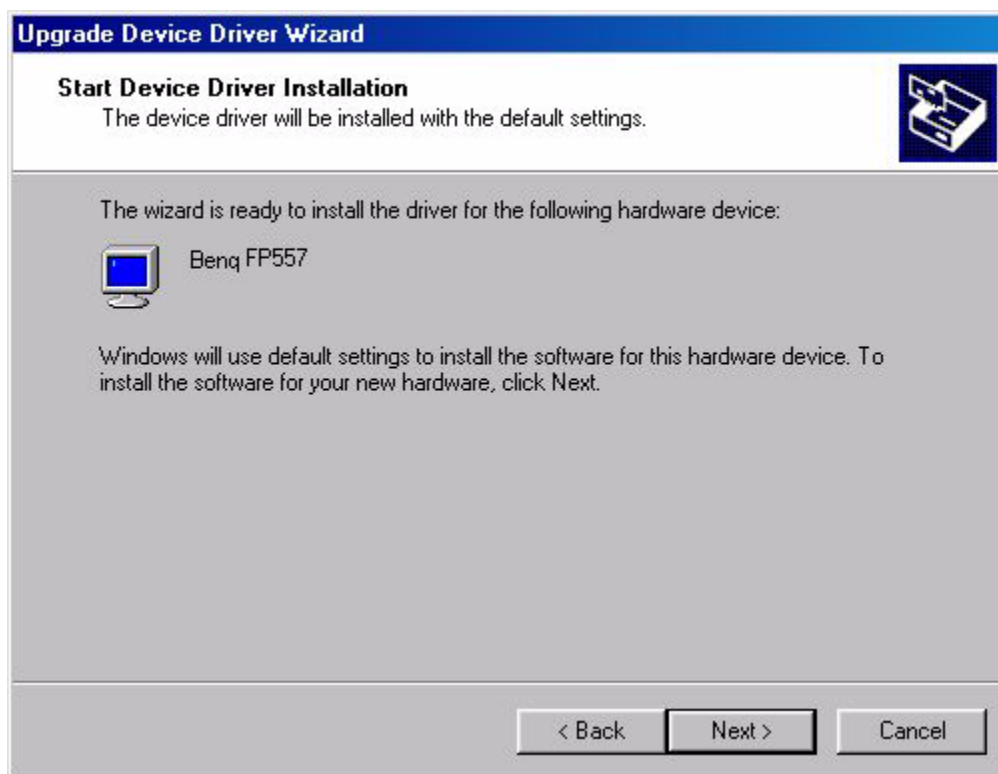 Upgrade Device Driver Wizard
Start Device Driver Installation
The device driver will be installed with the default settings.
The wizard is ready to install the driver for the following hardware device:
Benq FP557
Windows will use default settings to install the software for this hardware device. To
install the software for your new hardware, click Next.
< Back
Next >
Cancel